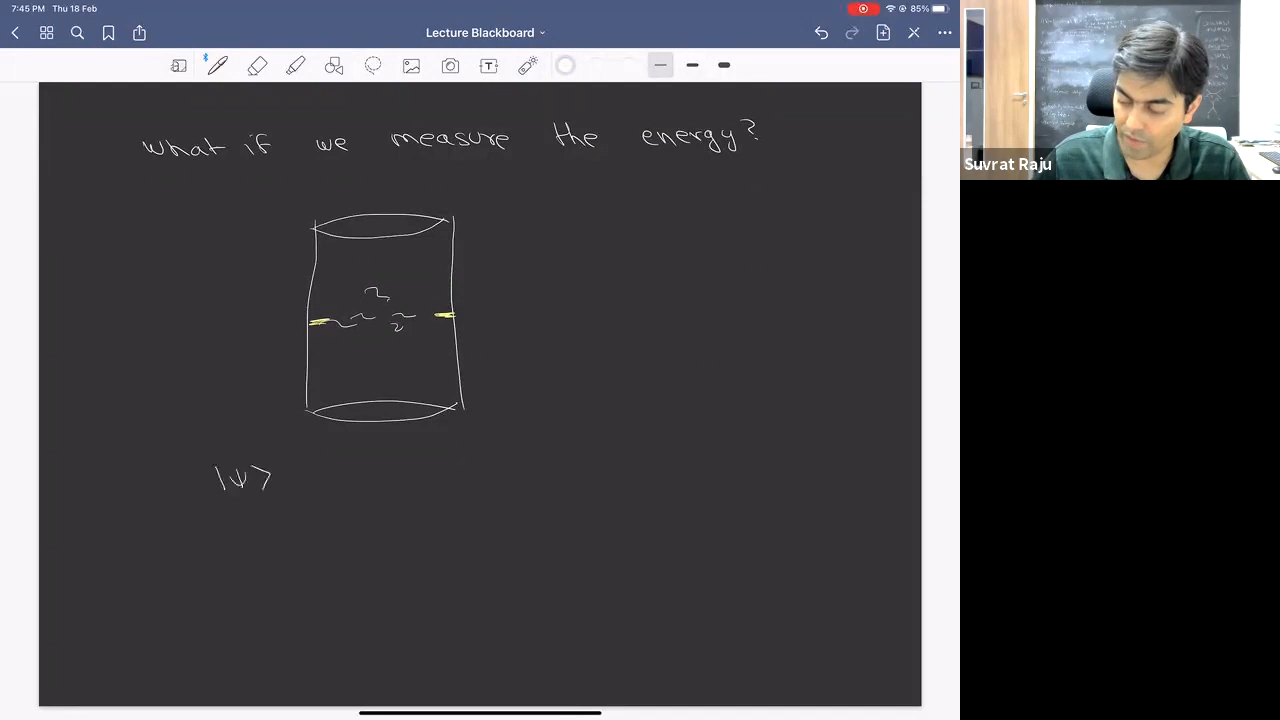 7:45 PM Thu 18 Feb
85%
Lecture Blackboard
what if we measure the energy?
|ψ>
Suvrat Raju